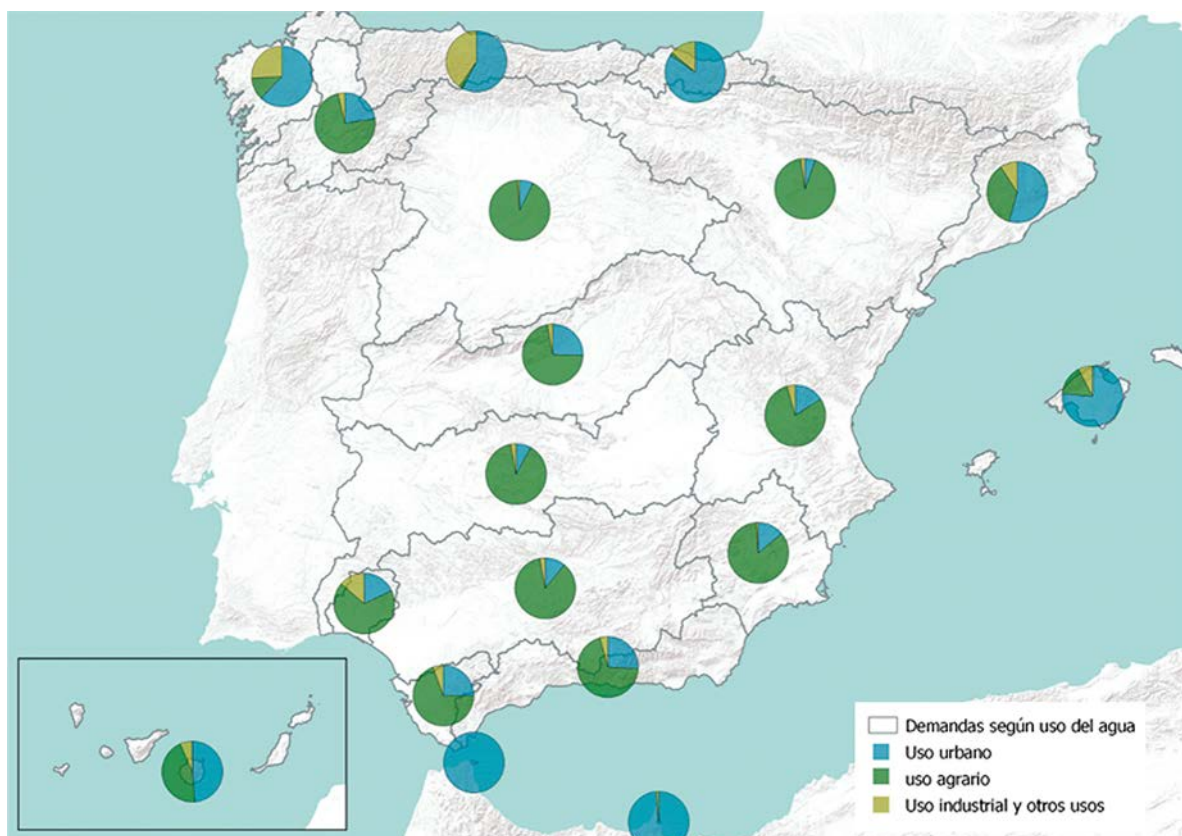 Demandas según uso del agua
Uso urbano
uso agrario
Uso industrial y otros usos